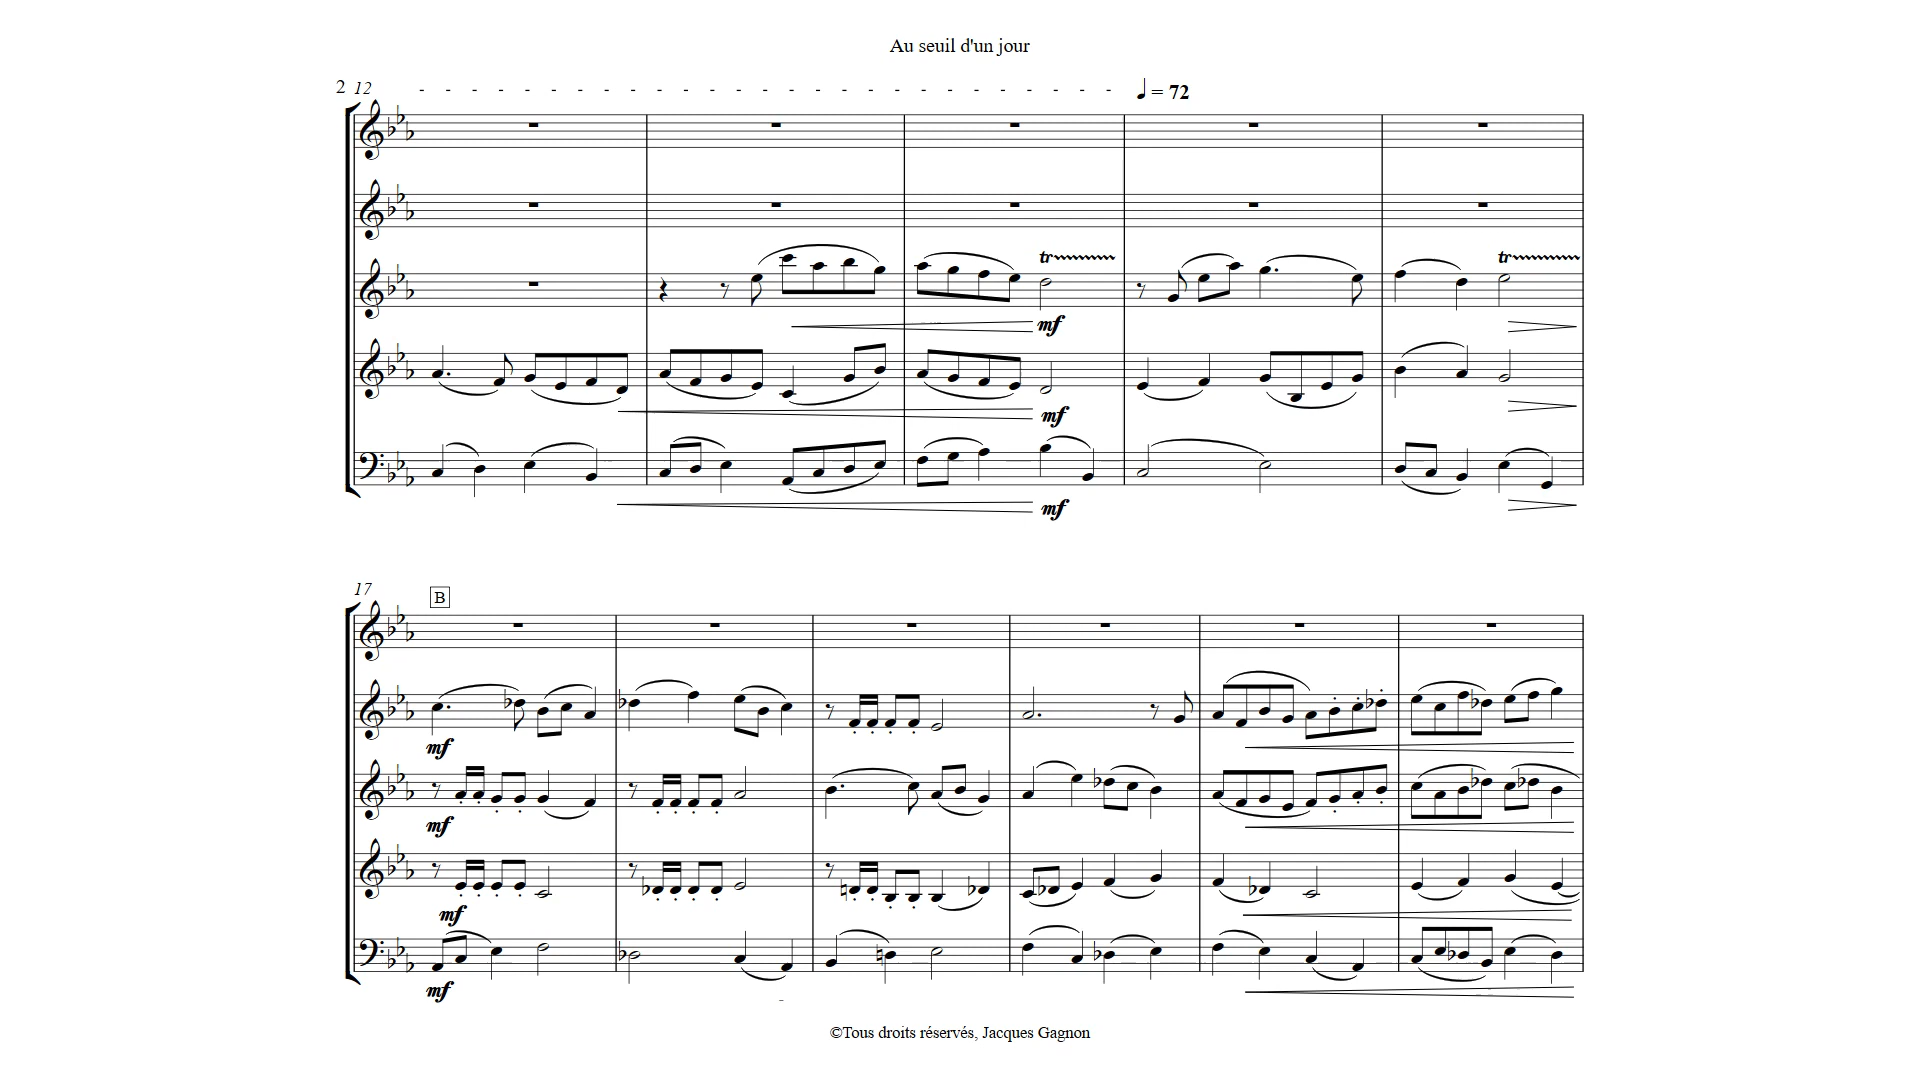 Au seuil d'un jour
2 12 ♩ = 72
tr tr
mf
mf
mf
17 B
mf
mf
mf
mf
©Tous droits réservés, Jacques Gagnon